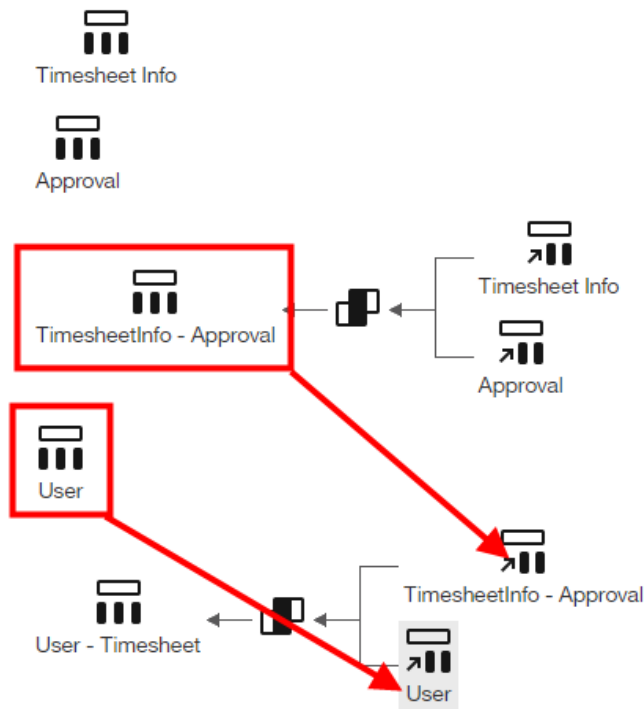 Timesheet Info
Approval
Timesheet Info
TimesheetInfo - Approval
Approval
User
TimesheetInfo - Approval
User - Timesheet
User